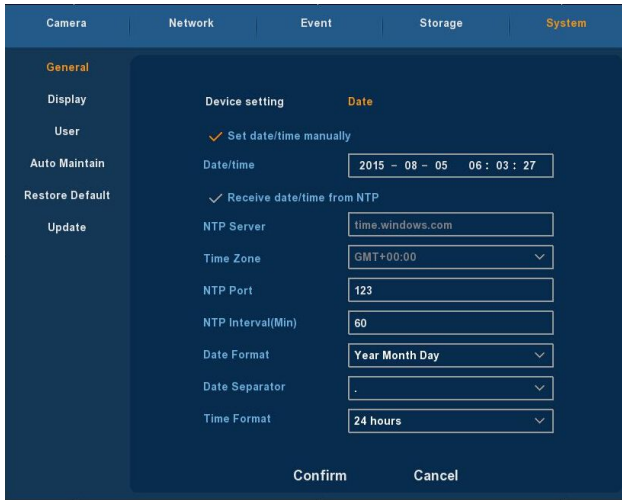 Camera Network Event Storage System
General
Display
User
Auto Maintain
Restore Default
Update
Device setting Date
Set date/time manually
Date/time 2015 - 08 - 05 06 : 03 : 27
Receive date/time from NTP
NTP Server time.windows.com
Time Zone GMT+00:00
NTP Port 123
NTP Interval(Min) 60
Date Format Year Month Day
Date Separator .
Time Format 24 hours
Confirm Cancel